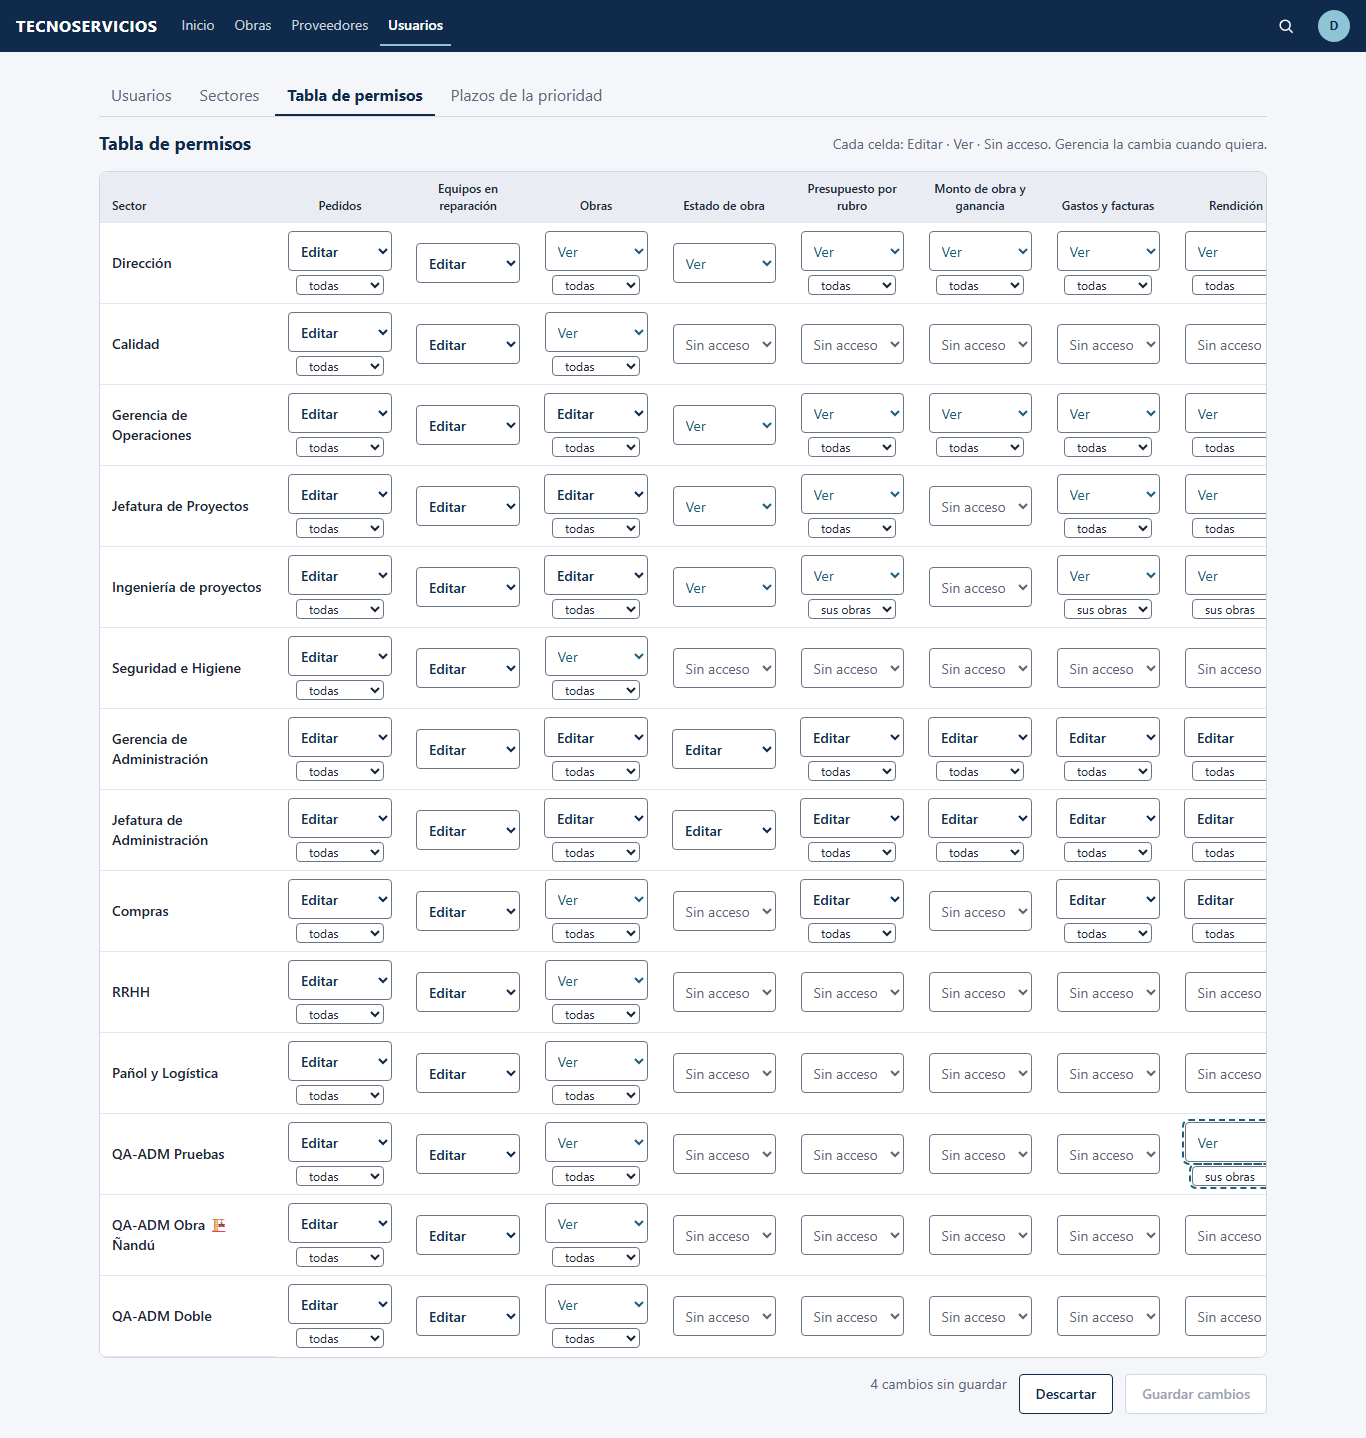 TECNOSERVICIOS Inicio Obras Proveedores Usuarios D
Usuarios Sectores Tabla de permisos Plazos de la prioridad
Tabla de permisos
Cada celda: Editar · Ver · Sin acceso. Gerencia la cambia cuando quiera.
Sector Pedidos Equipos en reparación Obras Estado de obra Presupuesto por rubro Monto de obra y ganancia Gastos y facturas Rendición
Dirección Editar Editar Ver Ver Ver Ver Ver Ver
todas todas todas todas todas todas
Calidad Editar Editar Ver Sin acceso Sin acceso Sin acceso Sin acceso Sin acceso
todas todas
Gerencia de Operaciones Editar Editar Editar Ver Ver Ver Ver Ver
todas todas todas todas todas todas
Jefatura de Proyectos Editar Editar Editar Ver Ver Sin acceso Ver Ver
todas todas todas todas todas
Ingeniería de proyectos Editar Editar Editar Ver Ver Sin acceso Ver Ver
todas todas sus obras sus obras sus obras
Seguridad e Higiene Editar Editar Ver Sin acceso Sin acceso Sin acceso Sin acceso Sin acceso
todas todas
Gerencia de Administración Editar Editar Editar Editar Editar Editar Editar Editar
todas todas todas todas todas todas
Jefatura de Administración Editar Editar Editar Editar Editar Editar Editar Editar
todas todas todas todas todas todas
Compras Editar Editar Ver Sin acceso Editar Sin acceso Editar Editar
todas todas todas todas todas
RRHH Editar Editar Ver Sin acceso Sin acceso Sin acceso Sin acceso Sin acceso
todas todas
Pañol y Logística Editar Editar Ver Sin acceso Sin acceso Sin acceso Sin acceso Sin acceso
todas todas
QA-ADM Pruebas Editar Editar Ver Sin acceso Sin acceso Sin acceso Sin acceso Ver
todas todas sus obras
QA-ADM Obra 🏗 Ñandú Editar Editar Ver Sin acceso Sin acceso Sin acceso Sin acceso Sin acceso
todas todas
QA-ADM Doble Editar Editar Ver Sin acceso Sin acceso Sin acceso Sin acceso Sin acceso
todas todas
4 cambios sin guardar Descartar Guardar cambios